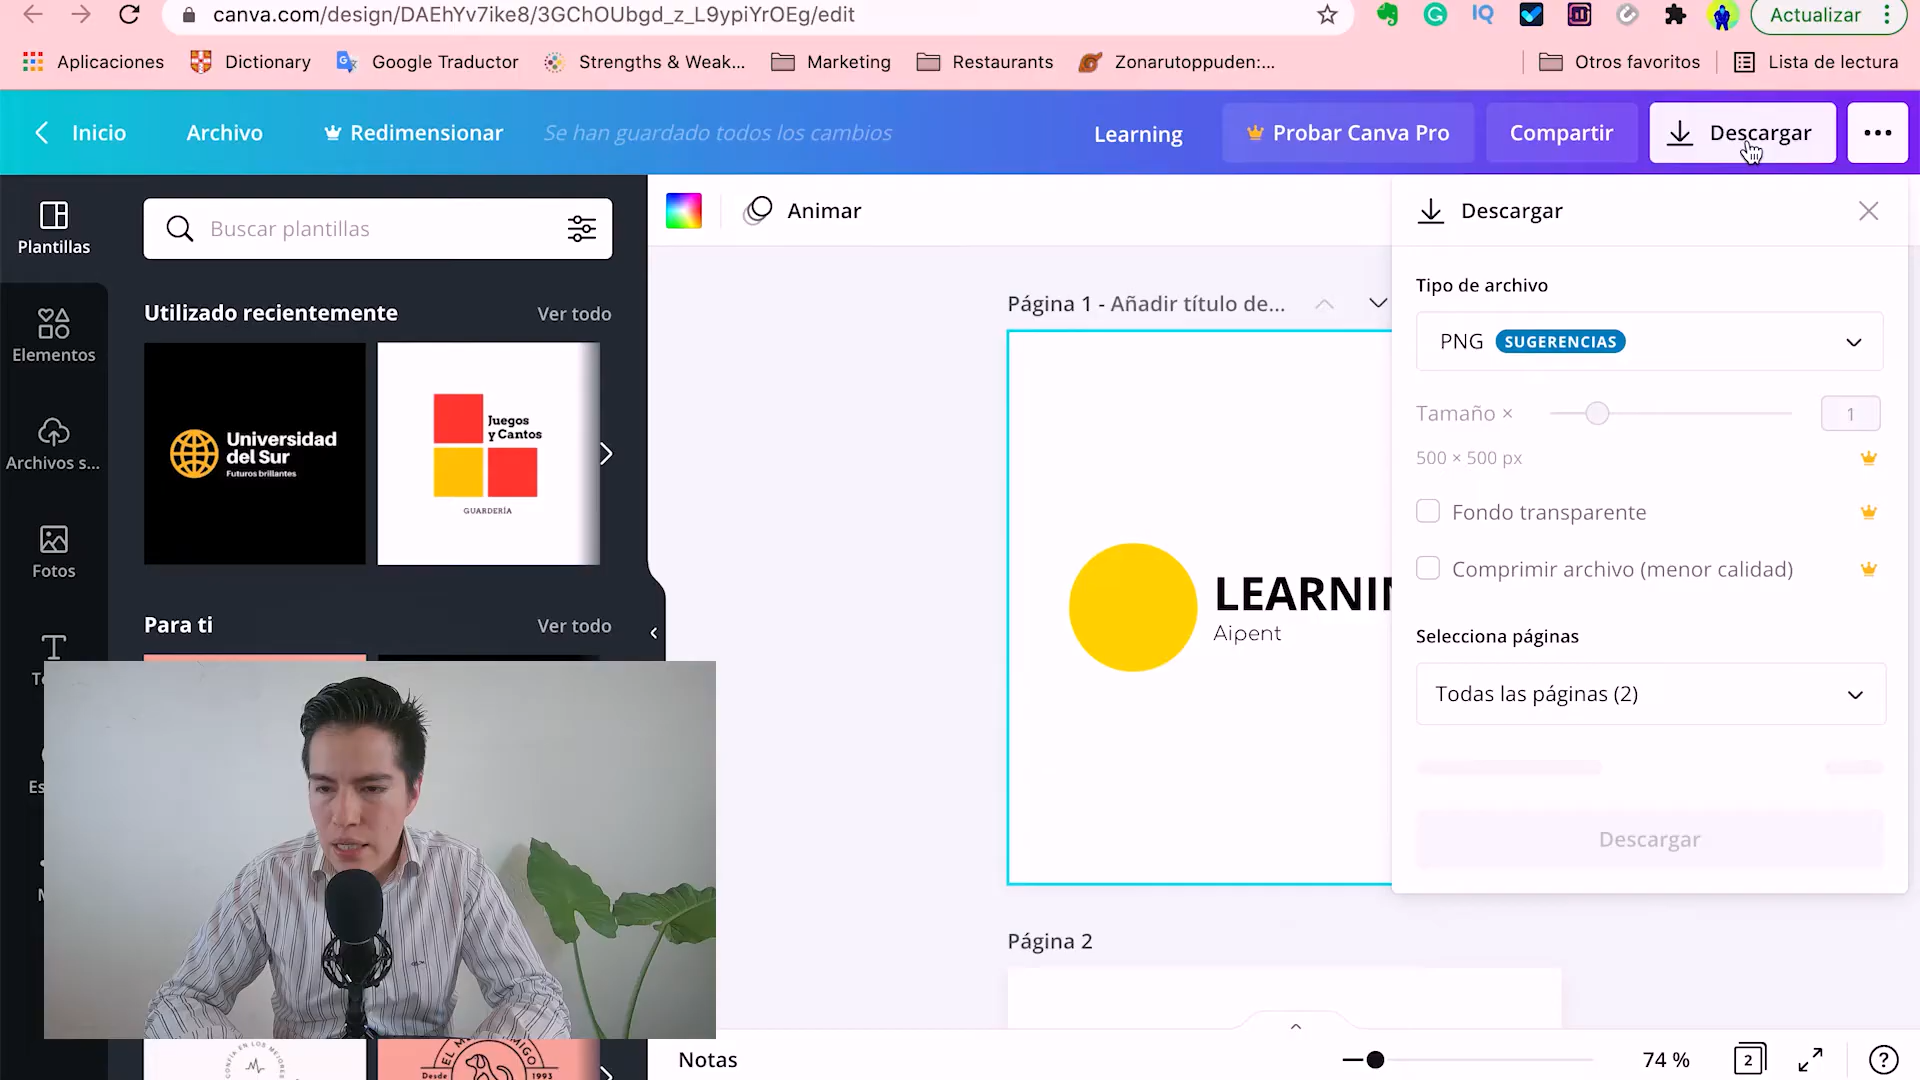 canva.com/design/DAEhYv7ike8/3GChOUbgd_z_L9ypiYrOEg/edit
Actualizar
Aplicaciones
Dictionary
Google Traductor
Strengths & Weak...
Marketing
Restaurants
Zonarutoppuden:...
Otros favoritos
Lista de lectura
Inicio
Archivo
Redimensionar
Se han guardado todos los cambios
Learning
Probar Canva Pro
Compartir
Descargar
Plantillas
Elementos
Archivos s...
Fotos
Buscar plantillas
Utilizado recientemente
Ver todo
Universidad
del Sur
Futuros brillantes
Juegos
y Cantos
GUARDERÍA
Para ti
Ver todo
Desde
1993
Animar
Página 1 - Añadir título de...
Aipent
Página 2
Descargar
Tipo de archivo
PNG SUGERENCIAS
Tamaño × 1
500 × 500 px
Fondo transparente
Comprimir archivo (menor calidad)
Selecciona páginas
Todas las páginas (2)
Descargar
Notas
74 %
2